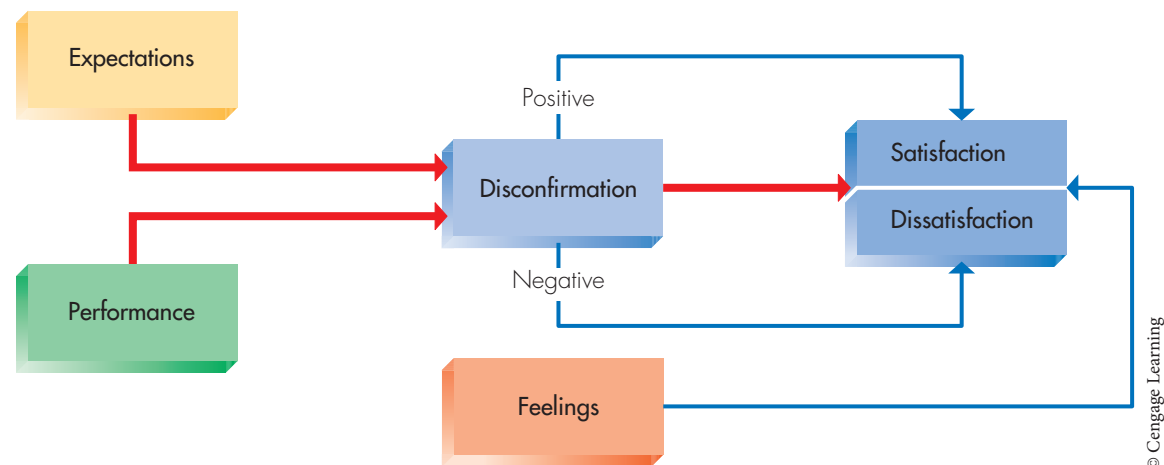 Expectations
Positive
Satisfaction
Disconfirmation
Dissatisfaction
Negative
Performance
Feelings
© Cengage Learning